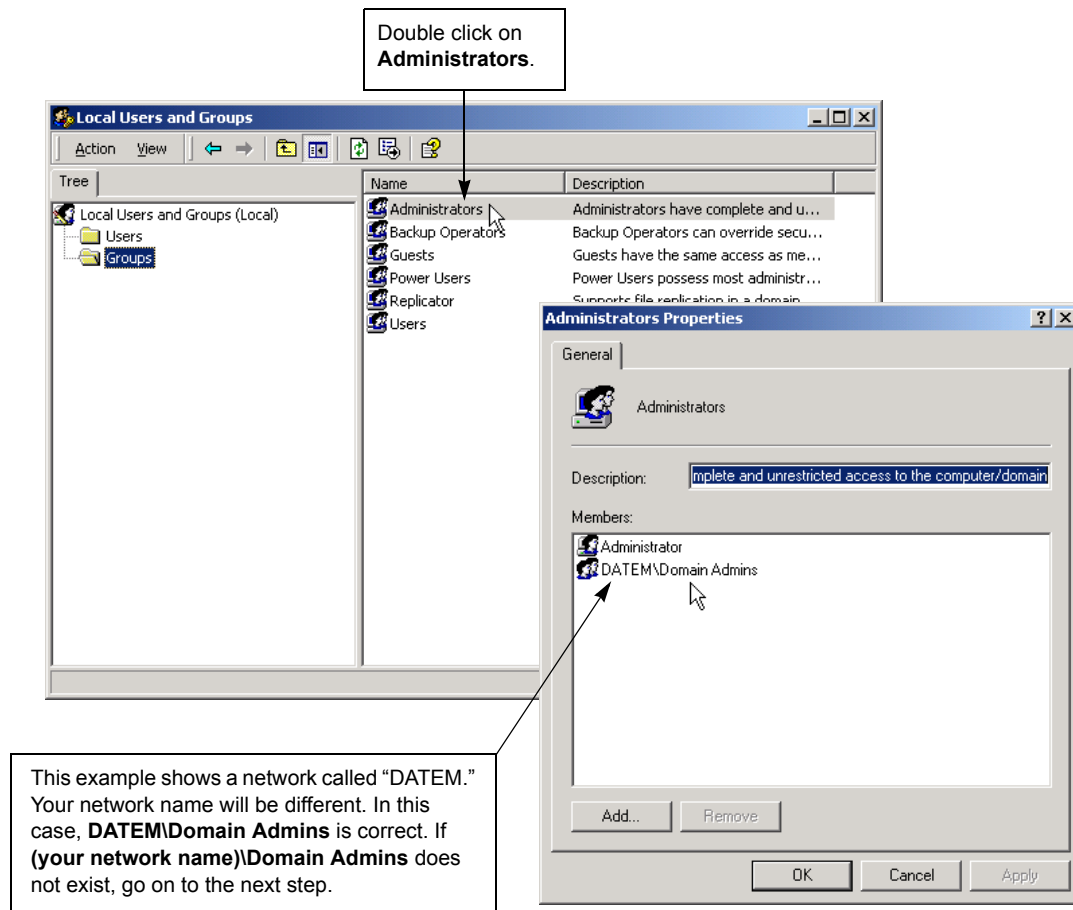 Double click on
Administrators.
Local Users and Groups
Action View
Tree
Name Description
Local Users and Groups (Local)
Users
Groups
Administrators Administrators have complete and u...
Backup Operators Backup Operators can override secu...
Guests Guests have the same access as me...
Power Users Power Users possess most administr...
Replicator Supports file replication in a domain
Users
Administrators Properties
General
Administrators
Description: mplete and unrestricted access to the computer/domain
Members:
Administrator
DATEM\Domain Admins
Add... Remove
OK Cancel Apply
This example shows a network called “DATEM.”
Your network name will be different. In this
case, DATEM\Domain Admins is correct. If
(your network name)\Domain Admins does
not exist, go on to the next step.